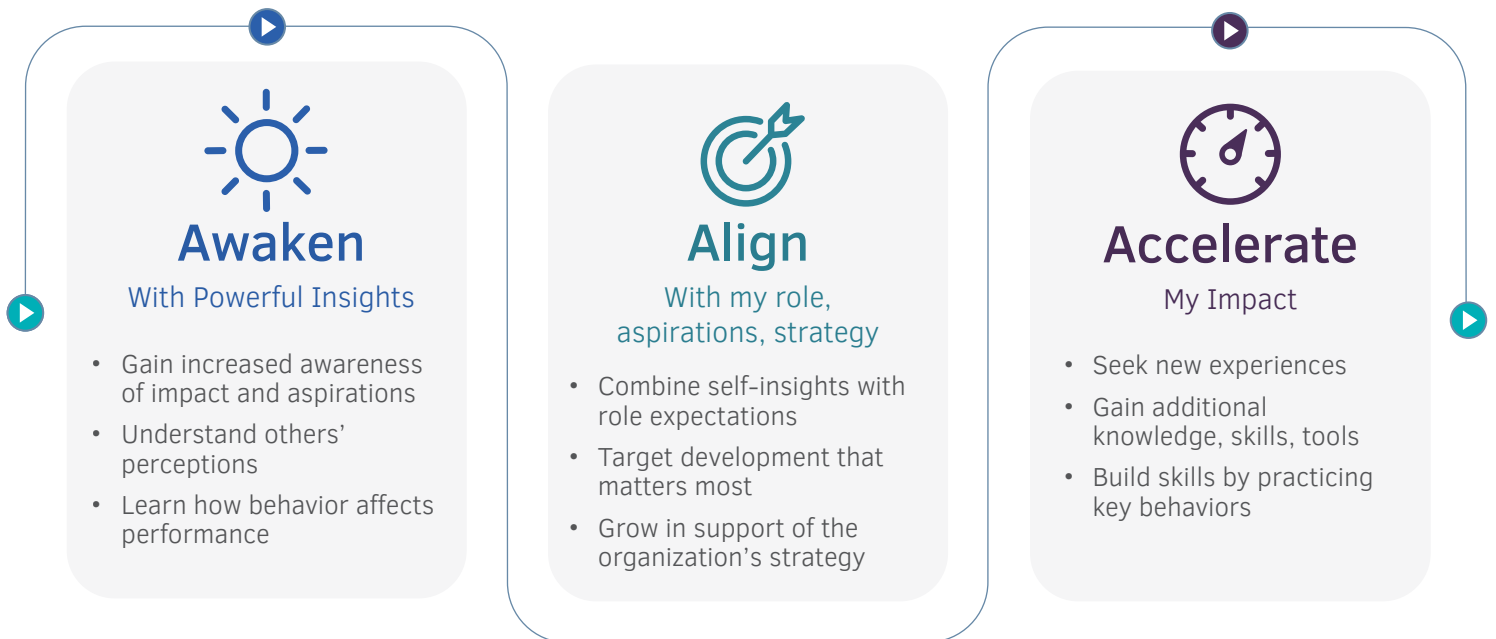 Awaken
With Powerful Insights
• Gain increased awareness
of impact and aspirations
• Understand others’
perceptions
• Learn how behavior affects
performance
Align
With my role,
aspirations, strategy
• Combine self-insights with
role expectations
• Target development that
matters most
• Grow in support of the
organization’s strategy
Accelerate
My Impact
• Seek new experiences
• Gain additional
knowledge, skills, tools
• Build skills by practicing
key behaviors